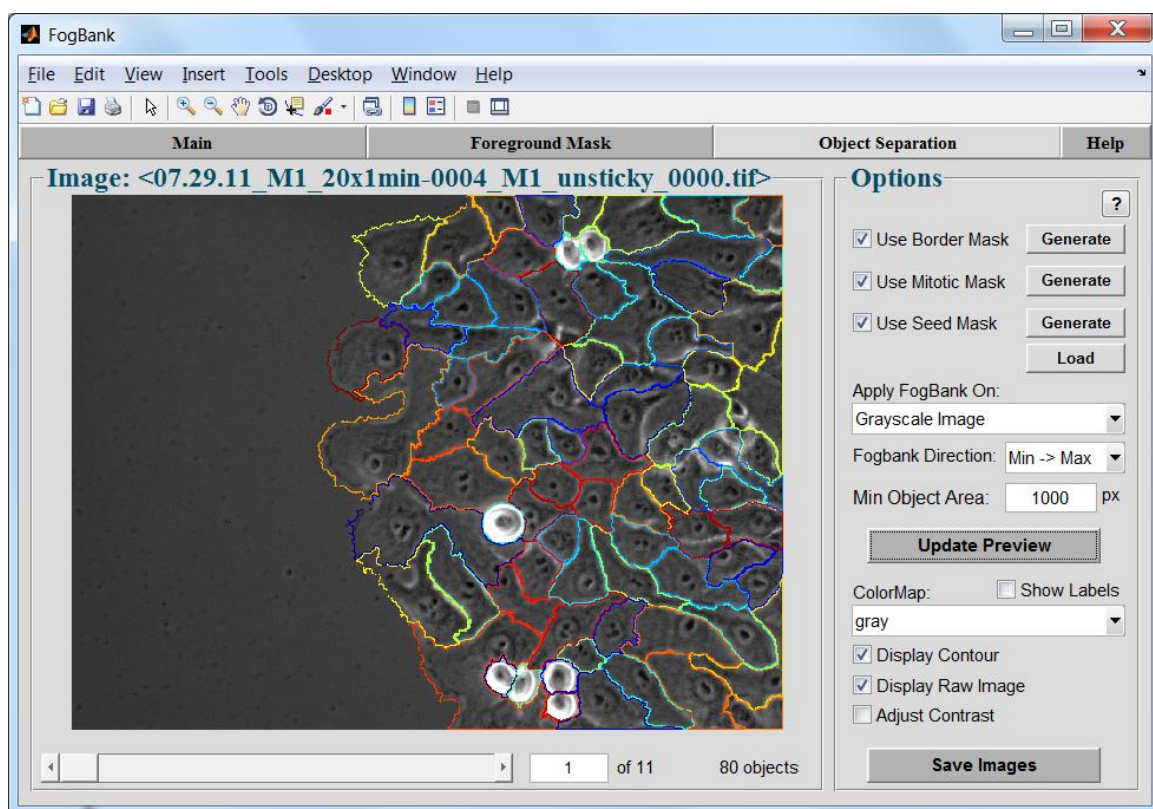 FogBank
File Edit View Insert Tools Desktop Window Help
Main Foreground Mask Object Separation Help
Image: <07.29.11_M1_20x1min-0004_M1_unsticky_0000.tif>
Options
?
Use Border Mask Generate
Use Mitotic Mask Generate
Use Seed Mask Generate
Load
Apply FogBank On:
Grayscale Image
Fogbank Direction: Min -> Max
Min Object Area: 1000 px
Update Preview
ColorMap: Show Labels
gray
Display Contour
Display Raw Image
Adjust Contrast
1 of 11 80 objects
Save Images